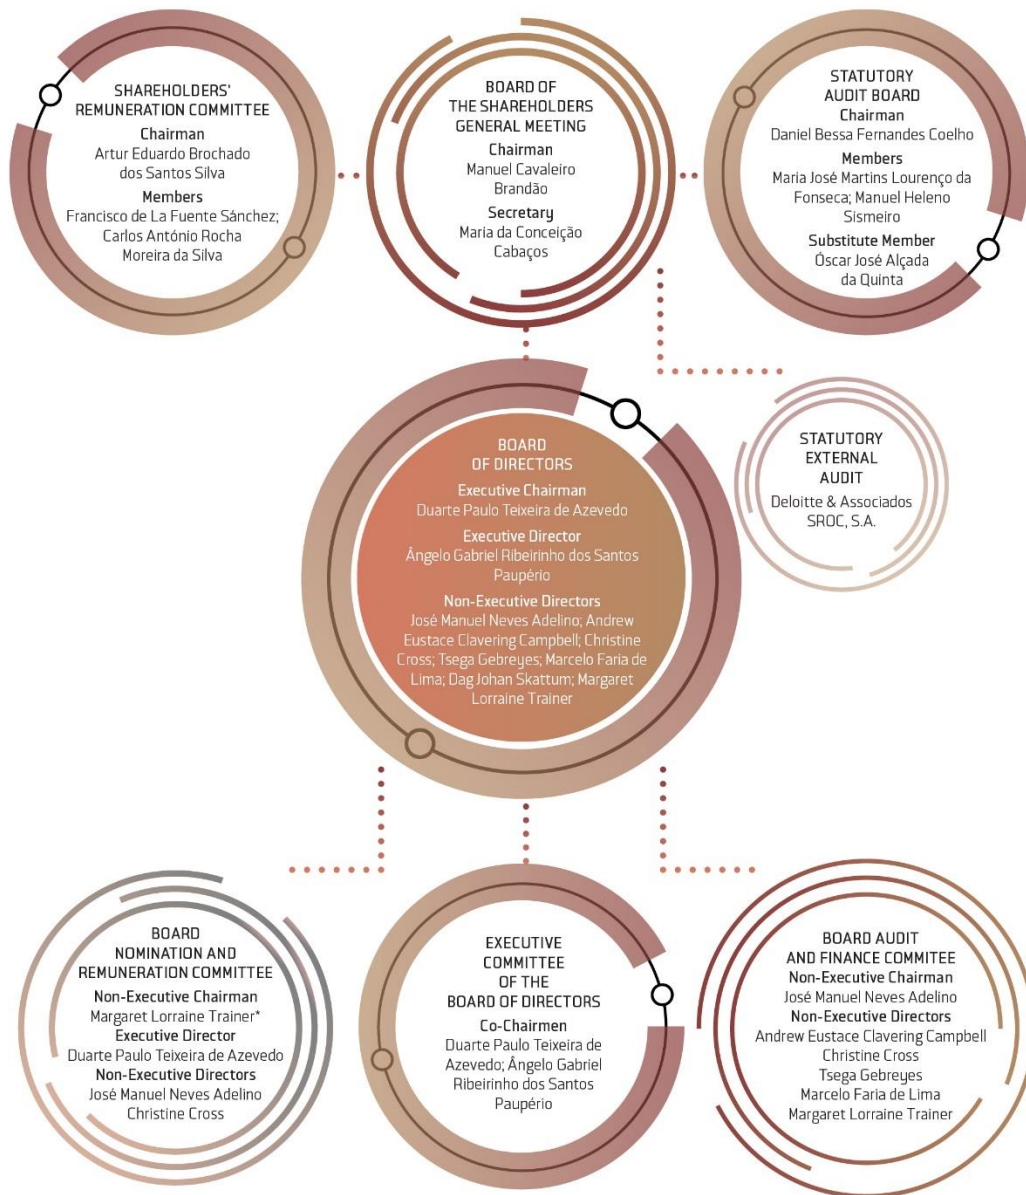 SHAREHOLDERS'
REMUNERATION COMMITTEE
Chairman
Artur Eduardo Brochado
dos Santos Silva
Members
Francisco de La Fuente Sánchez;
Carlos António Rocha
Moreira da Silva
BOARD OF
THE SHAREHOLDERS
GENERAL MEETING
Chairman
Manuel Cavaleiro
Brandão
Secretary
Maria da Conceição
Cabaços
STATUTORY
AUDIT BOARD
Chairman
Daniel Bessa Fernandes Coelho
Members
Maria José Martins Lourenço da
Fonseca; Manuel Heleno
Sismeiro
Substitute Member
Óscar José Alçada
da Quinta
BOARD
OF DIRECTORS
Executive Chairman
Duarte Paulo Teixeira de Azevedo
Executive Director
Ângelo Gabriel Ribeirinho dos Santos
Paupério
Non-Executive Directors
José Manuel Neves Adelino; Andrew
Eustace Clavering Campbell; Christine
Cross; Tsega Gebreyes; Marcelo Faria de
Lima; Dag Johan Skattum; Margaret
Lorraine Trainer
STATUTORY
EXTERNAL
AUDIT
Deloitte & Associados
SROC, S.A.
BOARD
NOMINATION AND
REMUNERATION COMMITTEE
Non-Executive Chairman
Margaret Lorraine Trainer*
Executive Director
Duarte Paulo Teixeira de Azevedo
Non-Executive Directors
José Manuel Neves Adelino
Christine Cross
EXECUTIVE
COMMITTEE
OF THE
BOARD OF DIRECTORS
Co-Chairmen
Duarte Paulo Teixeira de
Azevedo; Ângelo Gabriel
Ribeirinho dos Santos
Paupério
BOARD AUDIT
AND FINANCE COMMITEE
Non-Executive Chairman
José Manuel Neves Adelino
Non-Executive Directors
Andrew Eustace Clavering Campbell
Christine Cross
Tsega Gebreyes
Marcelo Faria de Lima
Margaret Lorraine Trainer